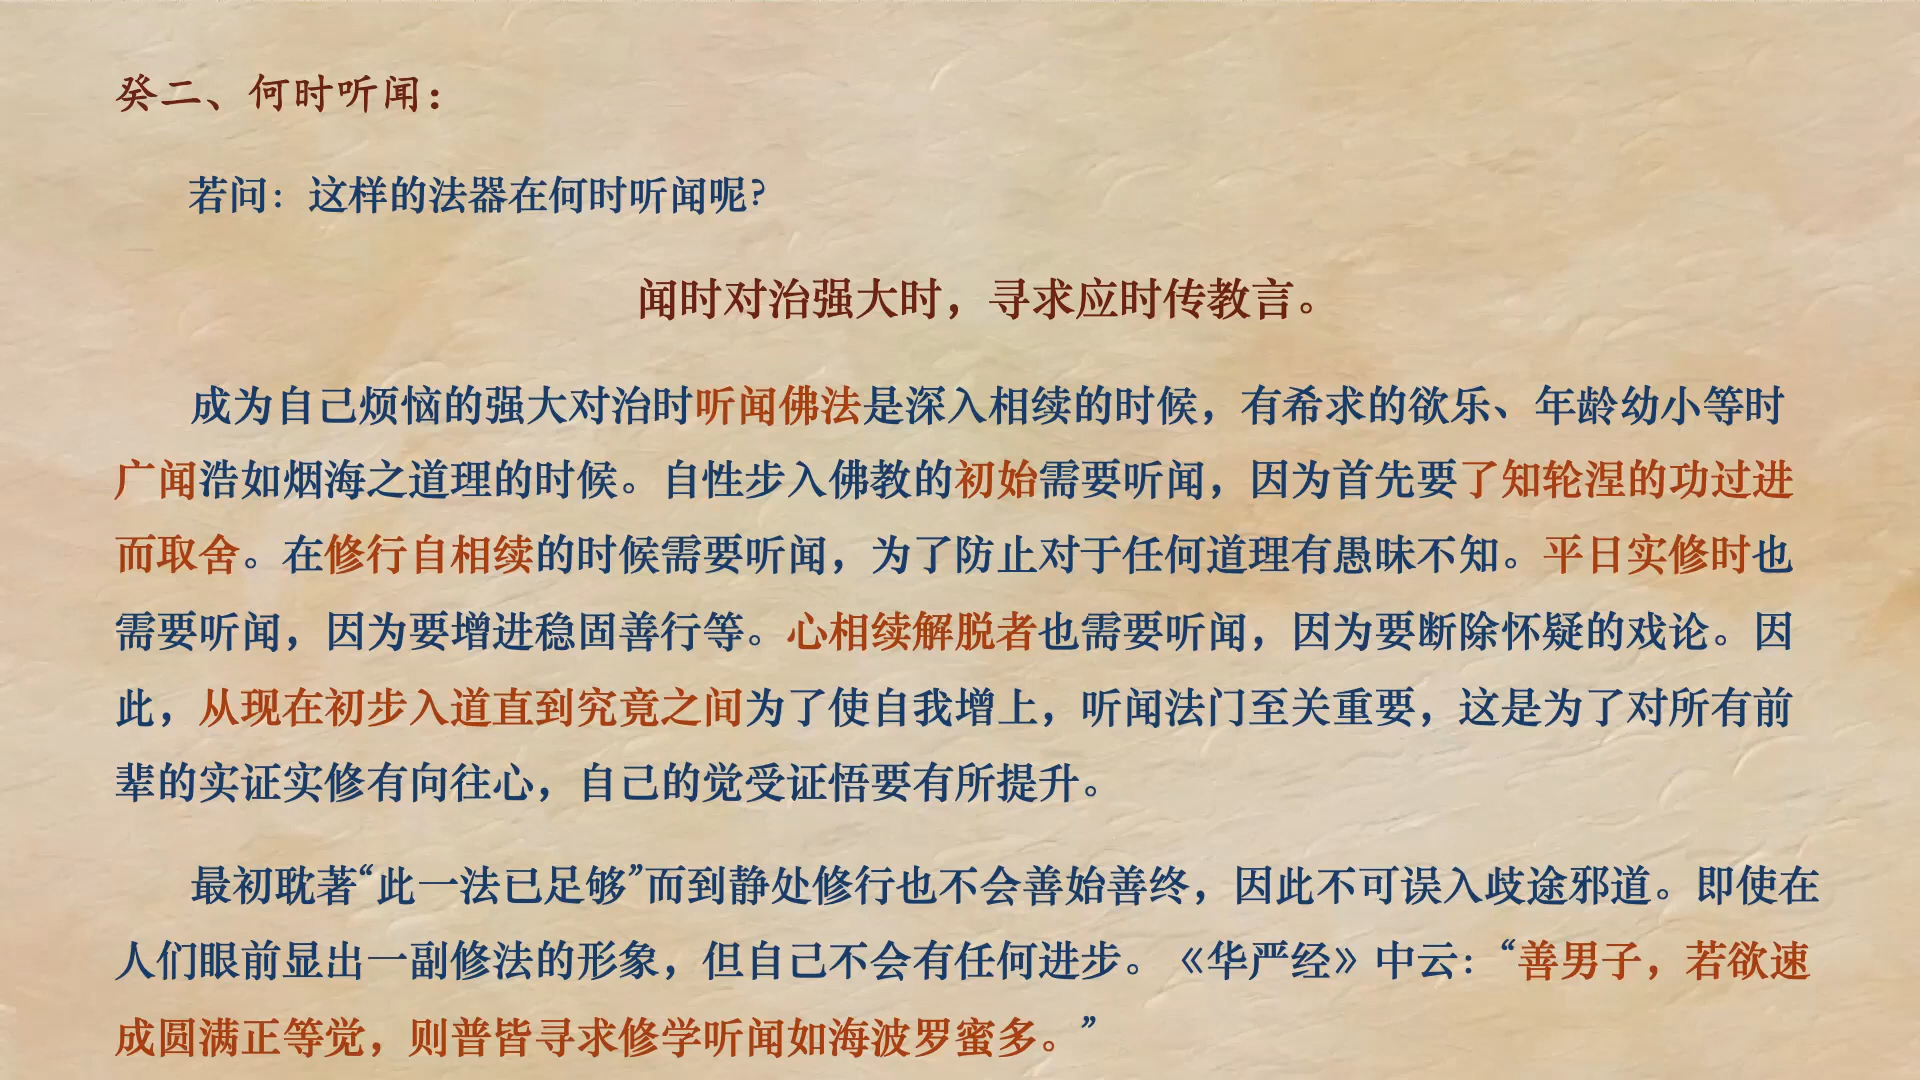 癸二、何时听闻：
若问：这样的法器在何时听闻呢？
闻时对治强大时，寻求应时传教言。
成为自己烦恼的强大对治时听闻佛法是深入相续的时候，有希求的欲乐、年龄幼小等时
广闻浩如烟海之道理的时候。自性步入佛教的初始需要听闻，因为首先要了知轮涅的功过进
而取舍。在修行自相续的时候需要听闻，为了防止对于任何道理有愚昧不知。平日实修时也
需要听闻，因为要增进稳固善行等。心相续解脱者也需要听闻，因为要断除怀疑的戏论。因
此，从现在初步入道直到究竟之间为了使自我增上，听闻法门至关重要，这是为了对所有前
辈的实证实修有向往心，自己的觉受证悟要有所提升。
最初耽著“此一法已足够”而到静处修行也不会善始善终，因此不可误入歧途邪道。即使在
人们眼前显出一副修法的形象，但自己不会有任何进步。《华严经》中云：“善男子，若欲速
成圆满正等觉，则普皆寻求修学听闻如海波罗蜜多。”